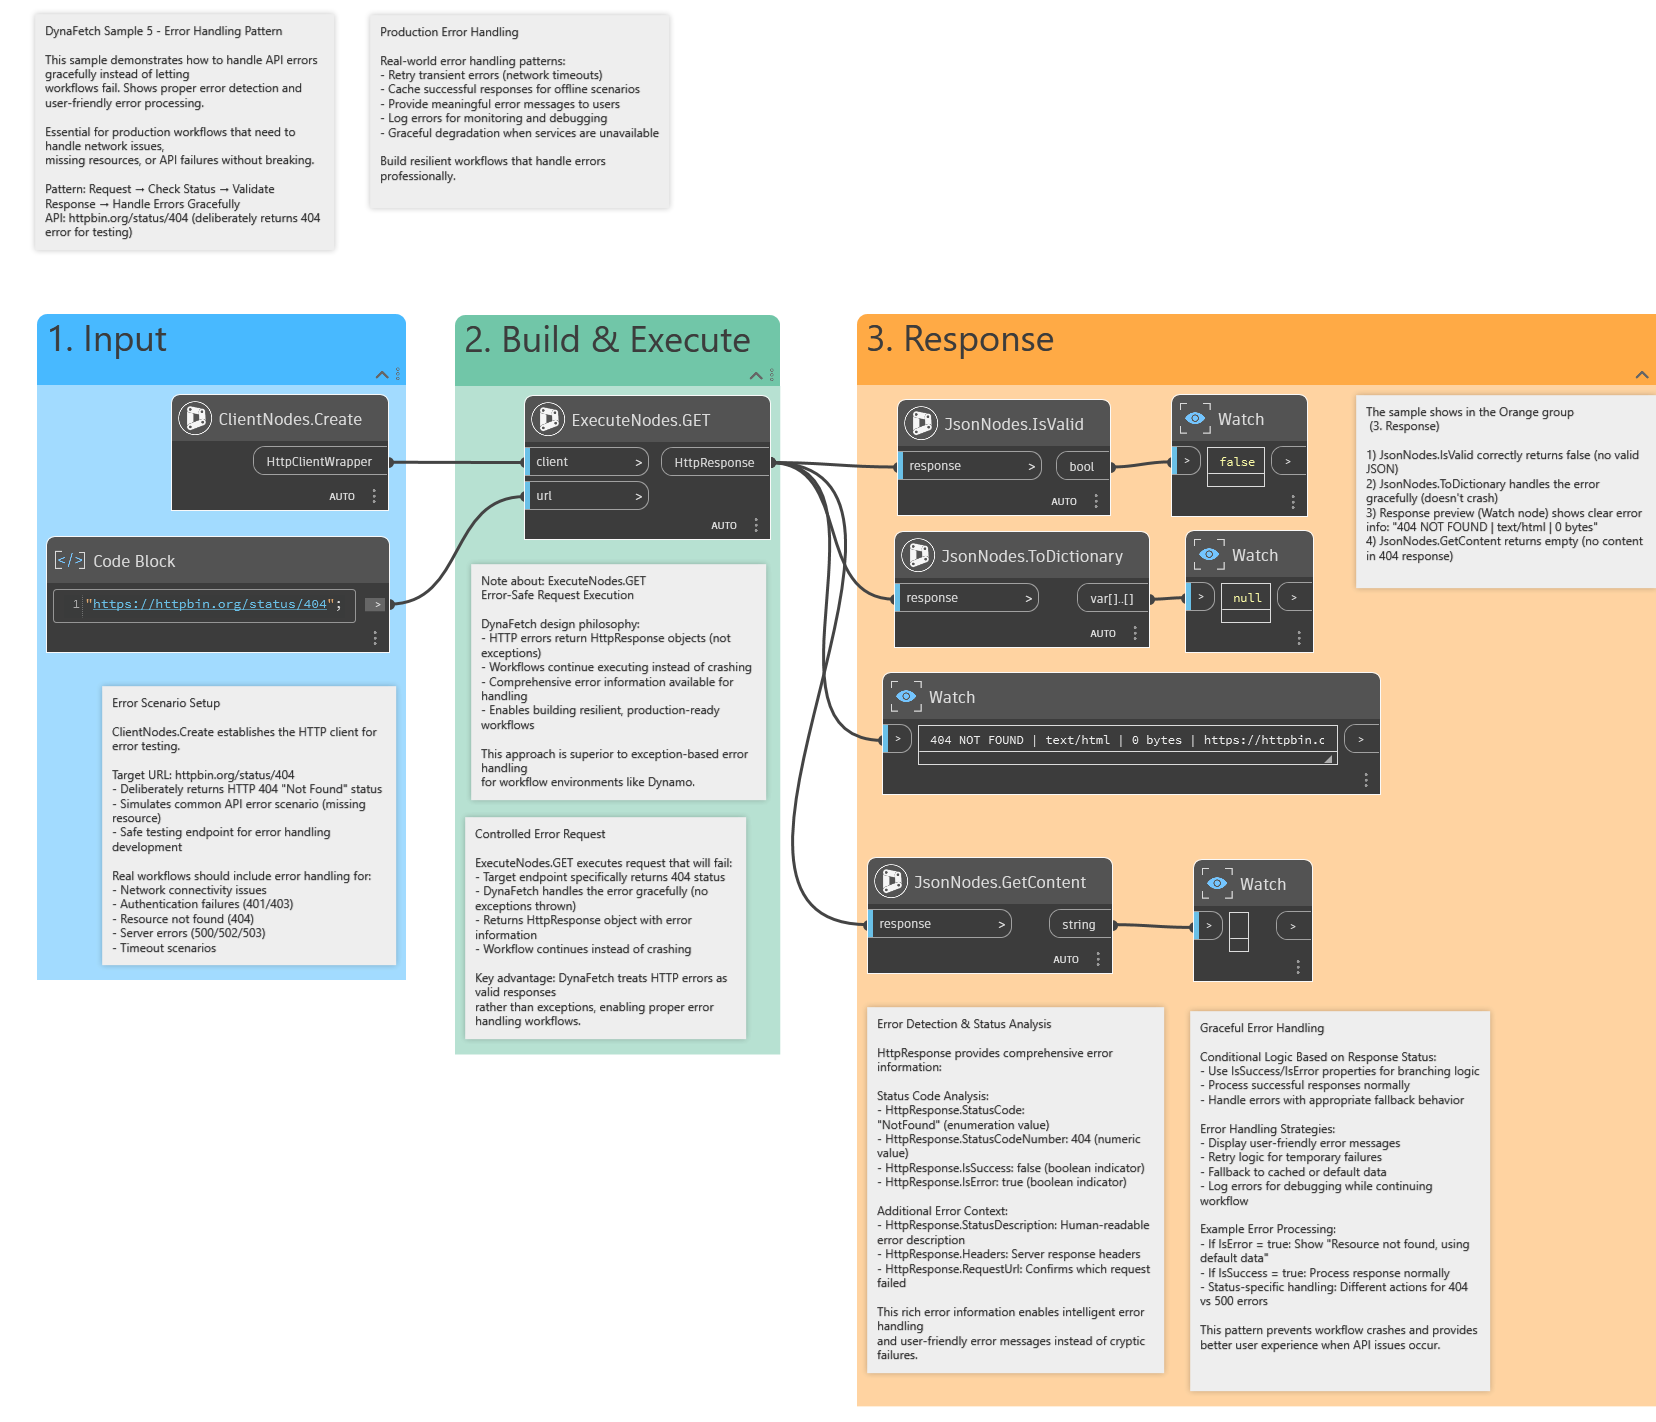 DynaFetch Sample 5 - Error Handling Pattern
This sample demonstrates how to handle API errors
gracefully instead of letting
workflows fail. Shows proper error detection and
user-friendly error processing.
Essential for production workflows that need to
handle network issues,
missing resources, or API failures without breaking.
Pattern: Request → Check Status → Validate
Response → Handle Errors Gracefully
API: httpbin.org/status/404 (deliberately returns 404
error for testing)
Production Error Handling
Real-world error handling patterns:
- Retry transient errors (network timeouts)
- Cache successful responses for offline scenarios
- Provide meaningful error messages to users
- Log errors for monitoring and debugging
- Graceful degradation when services are unavailable
Build resilient workflows that handle errors
professionally.
1. Input
ClientNodes.Create
HttpClientWrapper
AUTO
</> Code Block
1 "https://httpbin.org/status/404";
>
Error Scenario Setup
ClientNodes.Create establishes the HTTP client for
error testing.
Target URL: httpbin.org/status/404
- Deliberately returns HTTP 404 "Not Found" status
- Simulates common API error scenario (missing
resource)
- Safe testing endpoint for error handling
development
Real workflows should include error handling for:
- Network connectivity issues
- Authentication failures (401/403)
- Resource not found (404)
- Server errors (500/502/503)
- Timeout scenarios
2. Build & Execute
ExecuteNodes.GET
client >
HttpResponse
url >
AUTO
Note about: ExecuteNodes.GET
Error-Safe Request Execution
DynaFetch design philosophy:
- HTTP errors return HttpResponse objects (not
exceptions)
- Workflows continue executing instead of crashing
- Comprehensive error information available for
handling
- Enables building resilient, production-ready
workflows
This approach is superior to exception-based error
handling
for workflow environments like Dynamo.
Controlled Error Request
ExecuteNodes.GET executes request that will fail:
- Target endpoint specifically returns 404 status
- DynaFetch handles the error gracefully (no
exceptions thrown)
- Returns HttpResponse object with error
information
- Workflow continues instead of crashing
Key advantage: DynaFetch treats HTTP errors as
valid responses
rather than exceptions, enabling proper error
handling workflows.
3. Response
JsonNodes.IsValid
response >
bool
AUTO
Watch
> false >
The sample shows in the Orange group
(3. Response)
1) JsonNodes.IsValid correctly returns false (no valid
JSON)
2) JsonNodes.ToDictionary handles the error
gracefully (doesn't crash)
3) Response preview (Watch node) shows clear error
info: "404 NOT FOUND | text/html | 0 bytes"
4) JsonNodes.GetContent returns empty (no content
in 404 response)
JsonNodes.ToDictionary
response >
var[]..[]
AUTO
Watch
> null >
Watch
> 404 NOT FOUND | text/html | 0 bytes | https://httpbin.c >
JsonNodes.GetContent
response >
string
AUTO
Watch
> >
Error Detection & Status Analysis
HttpResponse provides comprehensive error
information:
Status Code Analysis:
- HttpResponse.StatusCode:
"NotFound" (enumeration value)
- HttpResponse.StatusCodeNumber: 404 (numeric
value)
- HttpResponse.IsSuccess: false (boolean indicator)
- HttpResponse.IsError: true (boolean indicator)
Additional Error Context:
- HttpResponse.StatusDescription: Human-readable
error description
- HttpResponse.Headers: Server response headers
- HttpResponse.RequestUrl: Confirms which request
failed
This rich error information enables intelligent error
handling
and user-friendly error messages instead of cryptic
failures.
Graceful Error Handling
Conditional Logic Based on Response Status:
- Use IsSuccess/IsError properties for branching logic
- Process successful responses normally
- Handle errors with appropriate fallback behavior
Error Handling Strategies:
- Display user-friendly error messages
- Retry logic for temporary failures
- Fallback to cached or default data
- Log errors for debugging while continuing
workflow
Example Error Processing:
- If IsError = true: Show "Resource not found, using
default data"
- If IsSuccess = true: Process response normally
- Status-specific handling: Different actions for 404
vs 500 errors
This pattern prevents workflow crashes and provides
better user experience when API issues occur.